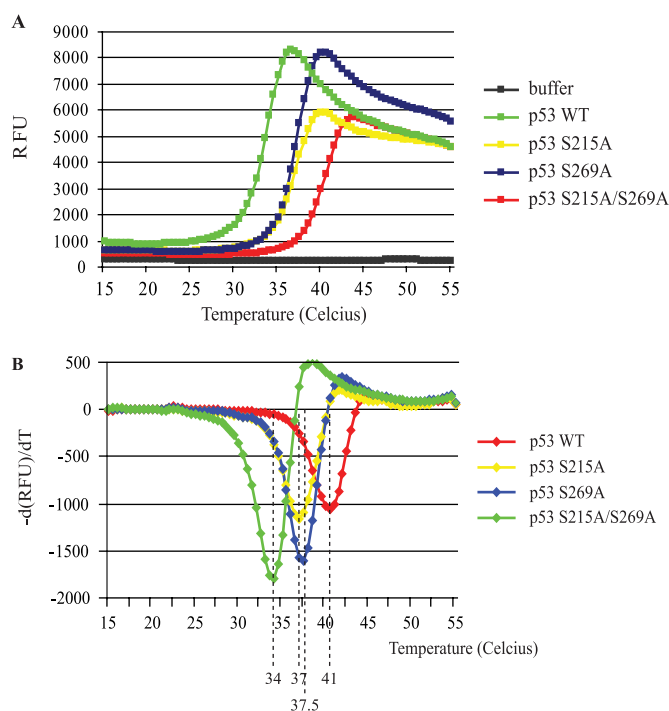 A
RFU
9000
8000
7000
6000
5000
4000
3000
2000
1000
0
15 20 25 30 35 40 45 50 55
Temperature (Celcius)
buffer
p53 WT
p53 S215A
p53 S269A
p53 S215A/S269A
B
-d(RFU)/dT
500
0
-500
-1000
-1500
-2000
15 20 25 30 35 40 45 50 55
Temperature (Celcius)
34 37 41
37.5
p53 WT
p53 S215A
p53 S269A
p53 S215A/S269A